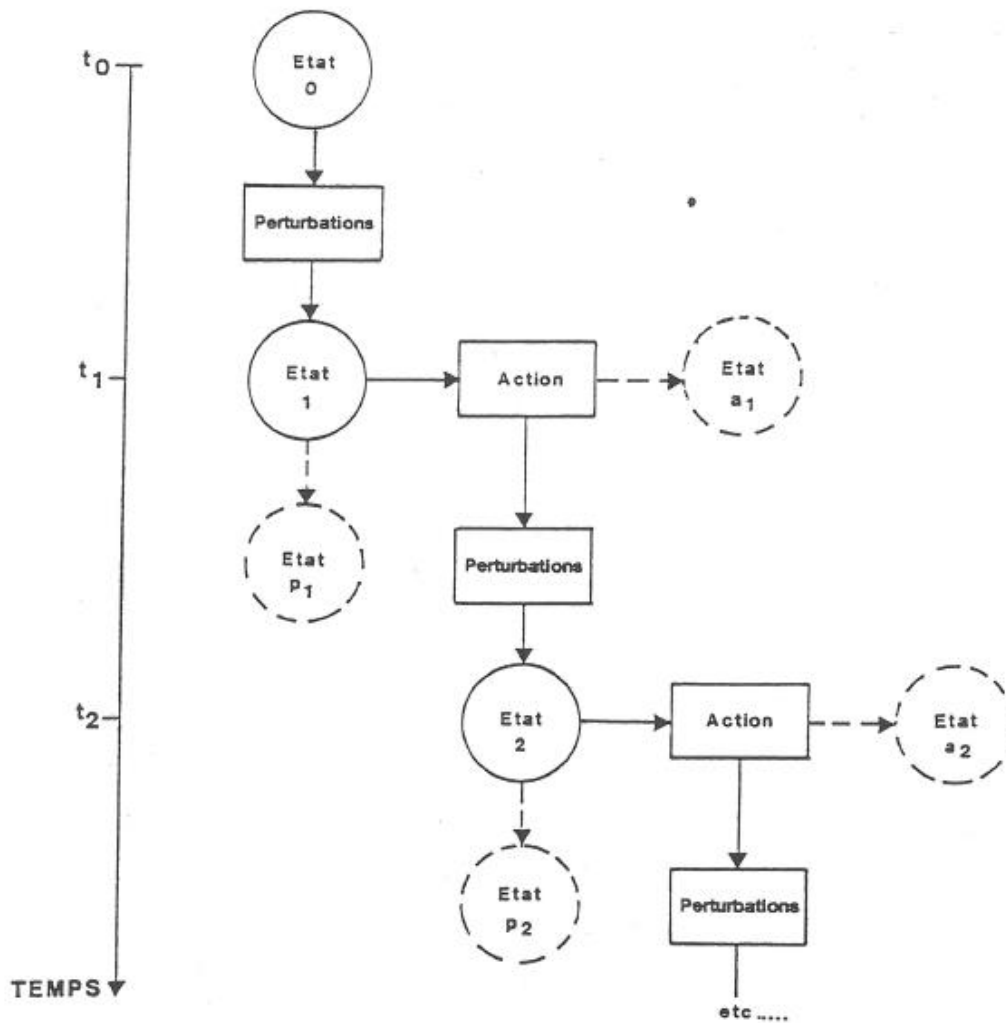 t0
Etat
0
Perturbations
t1
Etat
1
Action
Etat
a1
Etat
p1
Perturbations
t2
Etat
2
Action
Etat
a2
Etat
p2
Perturbations
TEMPS
etc.....